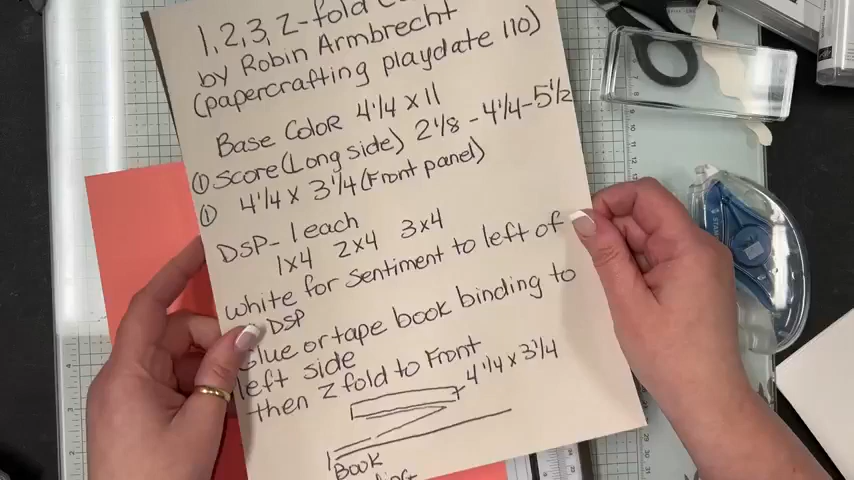 1, 2, 3, Z-fold
by Robin Armbrecht
(papercrafting playdate 110)
Base Color 4 1/4 x 11
① Score (Long side) 2 1/8 - 4 1/4 - 5 1/2
① 4 1/4 x 3 1/4 (Front panel)
DSP - 1 each
1x4 2x4 3x4
white for Sentiment to left of
DSP
Glue or tape book binding to
left side
then Z fold to Front
4 1/4 x 3 1/4
Book